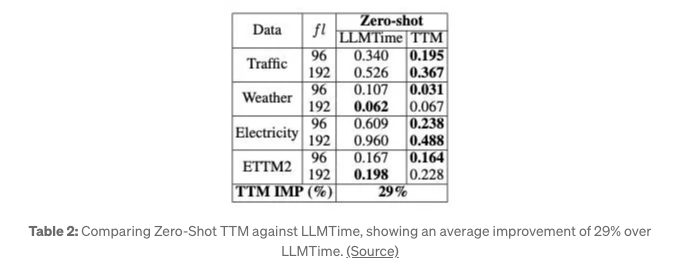 Data fl Zero-shot
LLMTime TTM
Traffic 96 0.340 0.195
192 0.526 0.367
Weather 96 0.107 0.031
192 0.062 0.067
Electricity 96 0.609 0.238
192 0.960 0.488
ETTM2 96 0.167 0.164
192 0.198 0.228
TTM IMP (%) 29%
Table 2: Comparing Zero-Shot TTM against LLMTime, showing an average improvement of 29% over
LLMTime. (Source)